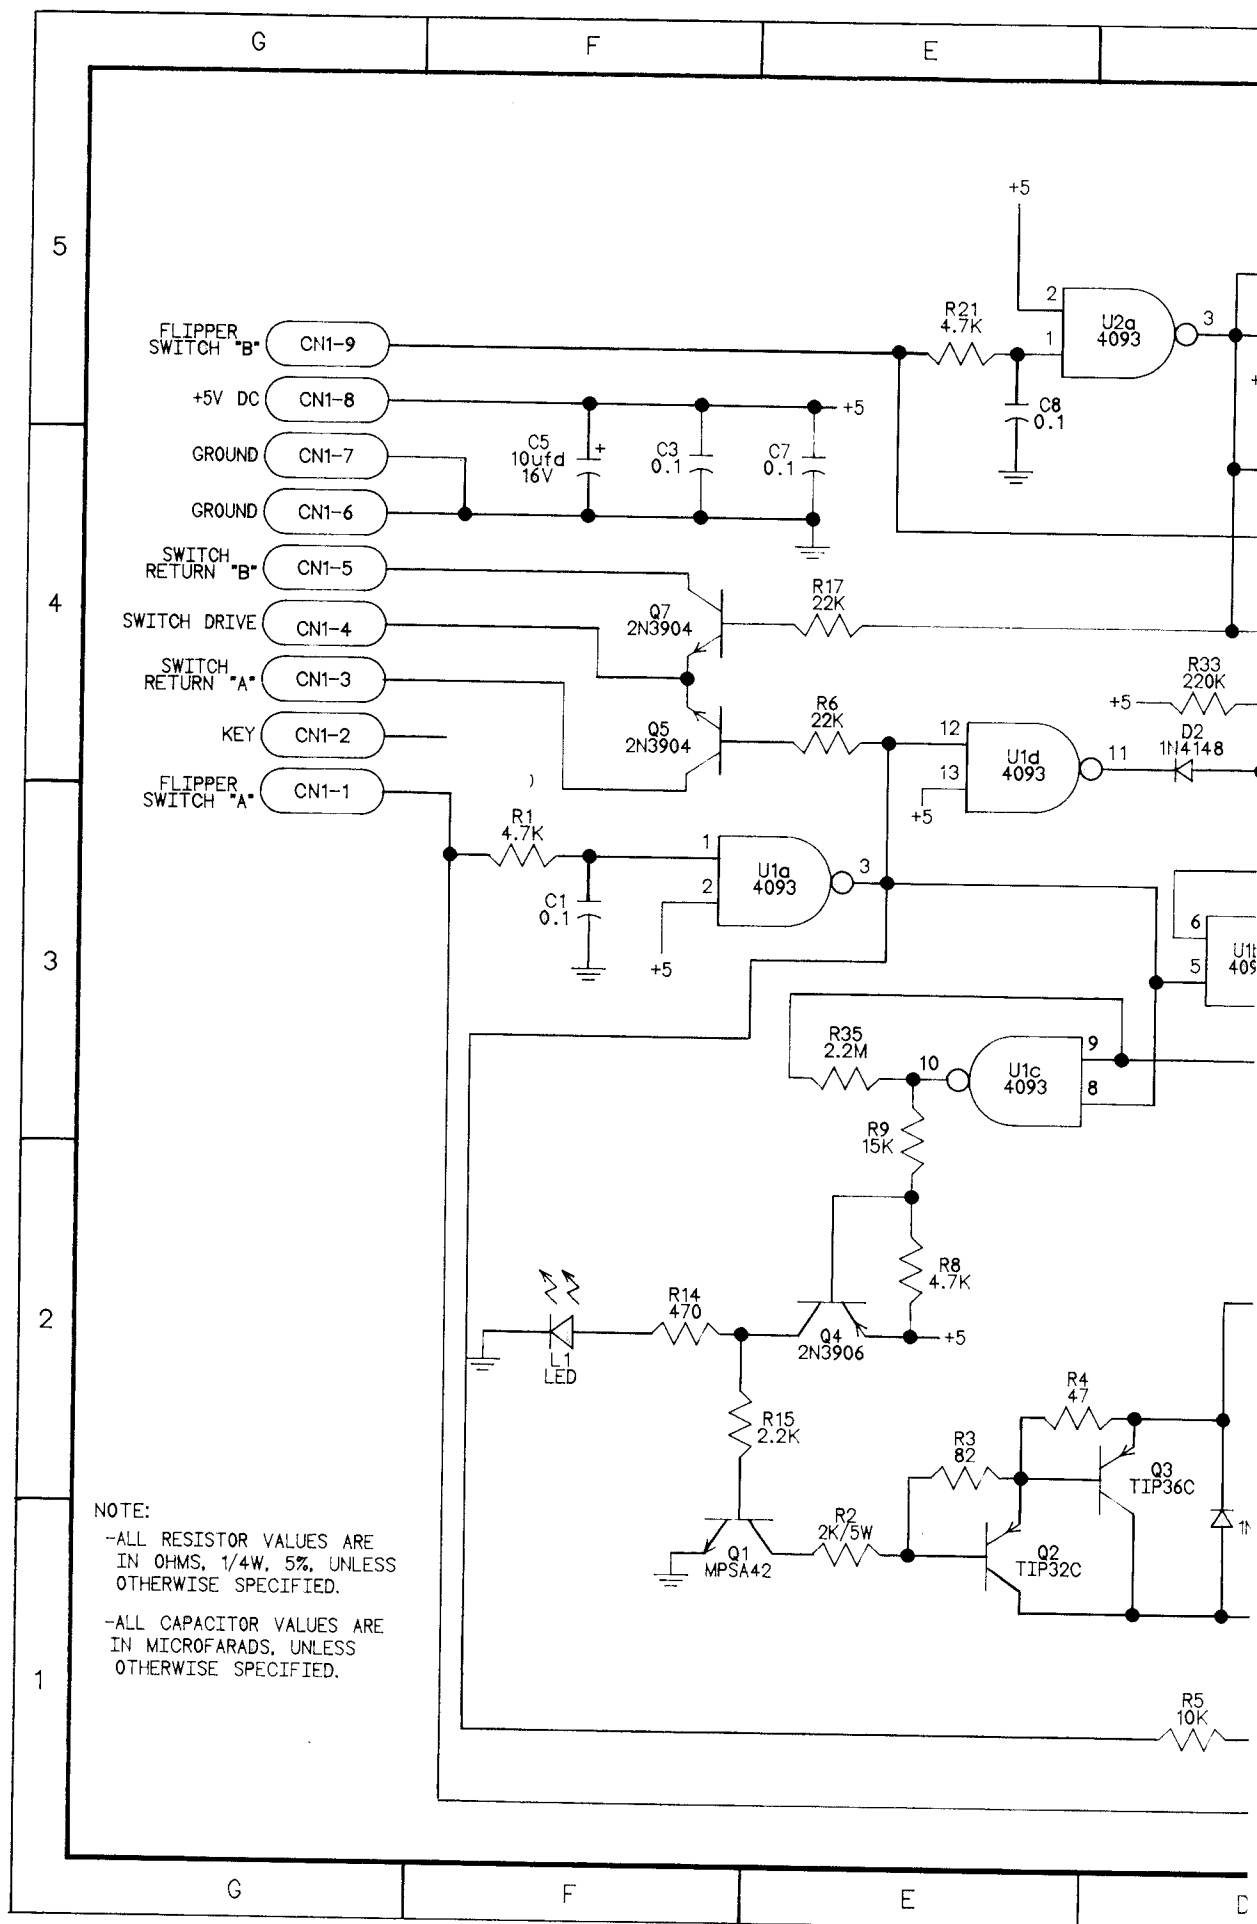 G
F
E
5
+5
2
1
U2a
4093
3
R21
4.7K
FLIPPER
SWITCH "B"
CN1-9
+5V DC
CN1-8
+5
C8
0.1
4
GROUND
CN1-7
C5
10ufd
16V
+
C3
0.1
C7
0.1
GROUND
CN1-6
SWITCH
RETURN "B"
CN1-5
Q7
2N3904
R17
22K
SWITCH DRIVE
CN1-4
SWITCH
RETURN "A"
CN1-3
R33
220K
+5
Q5
2N3904
R6
22K
KEY
CN1-2
12
13
U1d
4093
11
D2
1N4148
+5
3
FLIPPER
SWITCH "A"
CN1-1
R1
4.7K
1
2
U1a
4093
3
C1
0.1
+5
6
5
R35
2.2M
10
U1c
4093
9
8
R9
15K
2
R8
4.7K
R14
470
L1
LED
Q4
2N3906
+5
R15
2.2K
R4
47
R3
82
Q3
TIP36C
1
NOTE:
-ALL RESISTOR VALUES ARE
IN OHMS, 1/4W, 5%, UNLESS
OTHERWISE SPECIFIED.
Q1
MPSA42
R2
2K/5W
Q2
TIP32C
-ALL CAPACITOR VALUES ARE
IN MICROFARADS, UNLESS
OTHERWISE SPECIFIED.
R5
10K
G
F
E